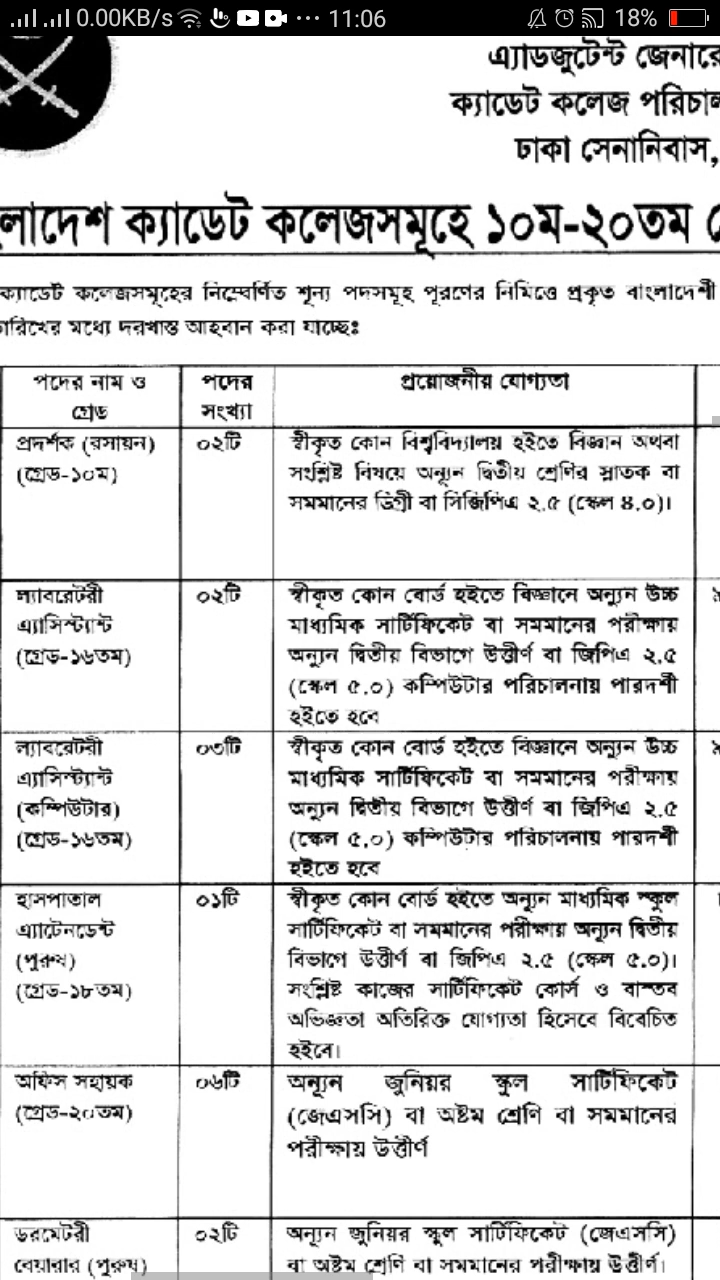 0.00KB/s ... 11:06 18%
এ্যাডজুটেন্ট জেনারে
ক্যাডেট কলেজ পরিচাল
ঢাকা সেনানিবাস,
লাদেশ ক্যাডেট কলেজসমূহে ১০ম-২০তম
ক্যাডেট কলেজসমূহের নিম্নেবর্ণিত শূন্য পদসমূহ পূরণের নিমিত্তে প্রকৃত বাংলাদেশী
তারিখের মধ্যে দরখাস্ত আহবান করা যাচ্ছেঃ
পদের নাম ও
গ্রেড
পদের
সংখ্যা
প্রয়োজনীয় যোগ্যতা
প্রদর্শক (রসায়ন)
(গ্রেড-১০ম)
০২টি
স্বীকৃত কোন বিশ্ববিদ্যালয় হইতে বিজ্ঞান অথবা
সংশ্লিষ্ট বিষয়ে অন্যূন দ্বিতীয় শ্রেণির স্নাতক বা
সমমানের ডিগ্রী বা সিজিপিএ ২.৫ (স্কেল ৪.০)।
ল্যাবরেটরী
এ্যাসিস্ট্যান্ট
(গ্রেড-১৬তম)
০২টি
স্বীকৃত কোন বোর্ড হইতে বিজ্ঞানে অন্যুন উচ্চ
মাধ্যমিক সার্টিফিকেট বা সমমানের পরীক্ষায়
অন্যুন দ্বিতীয় বিভাগে উত্তীর্ণ বা জিপিএ ২.৫
(স্কেল ৫.০) কম্পিউটার পরিচালনায় পারদর্শী
হইতে হবে
ল্যাবরেটরী
এ্যাসিস্ট্যান্ট
(কম্পিউটার)
(গ্রেড-১৬তম)
০৩টি
স্বীকৃত কোন বোর্ড হইতে বিজ্ঞানে অন্যুন উচ্চ
মাধ্যমিক সার্টিফিকেট বা সমমানের পরীক্ষায়
অন্যুন দ্বিতীয় বিভাগে উত্তীর্ণ বা জিপিএ ২.৫
(স্কেল ৫.০) কম্পিউটার পরিচালনায় পারদর্শী
হইতে হবে
হাসপাতাল
এ্যাটেনডেন্ট
(পুরুষ)
(গ্রেড-১৮তম)
০১টি
স্বীকৃত কোন বোর্ড হইতে অন্যুন মাধ্যমিক স্কুল
সার্টিফিকেট বা সমমানের পরীক্ষায় অন্যুন দ্বিতীয়
বিভাগে উত্তীর্ণ বা জিপিএ ২.৫ (স্কেল ৫.০)।
সংশ্লিষ্ট কাজের সার্টিফিকেট কোর্স ও বাস্তব
অভিজ্ঞতা অতিরিক্ত যোগ্যতা হিসেবে বিবেচিত
হইবে।
অফিস সহায়ক
(গ্রেড-২০তম)
০৬টি
অন্যূন জুনিয়র স্কুল সার্টিফিকেট
(জেএসসি) বা অষ্টম শ্রেণি বা সমমানের
পরীক্ষায় উত্তীর্ণ
ডরমেটরী
বেয়ারার (পুরুষ)
০২টি
অন্যূন জুনিয়র স্কুল সার্টিফিকেট (জেএসসি)
বা অষ্টম শ্রেণি বা সমমানের পরীক্ষায় উত্তীর্ণ।